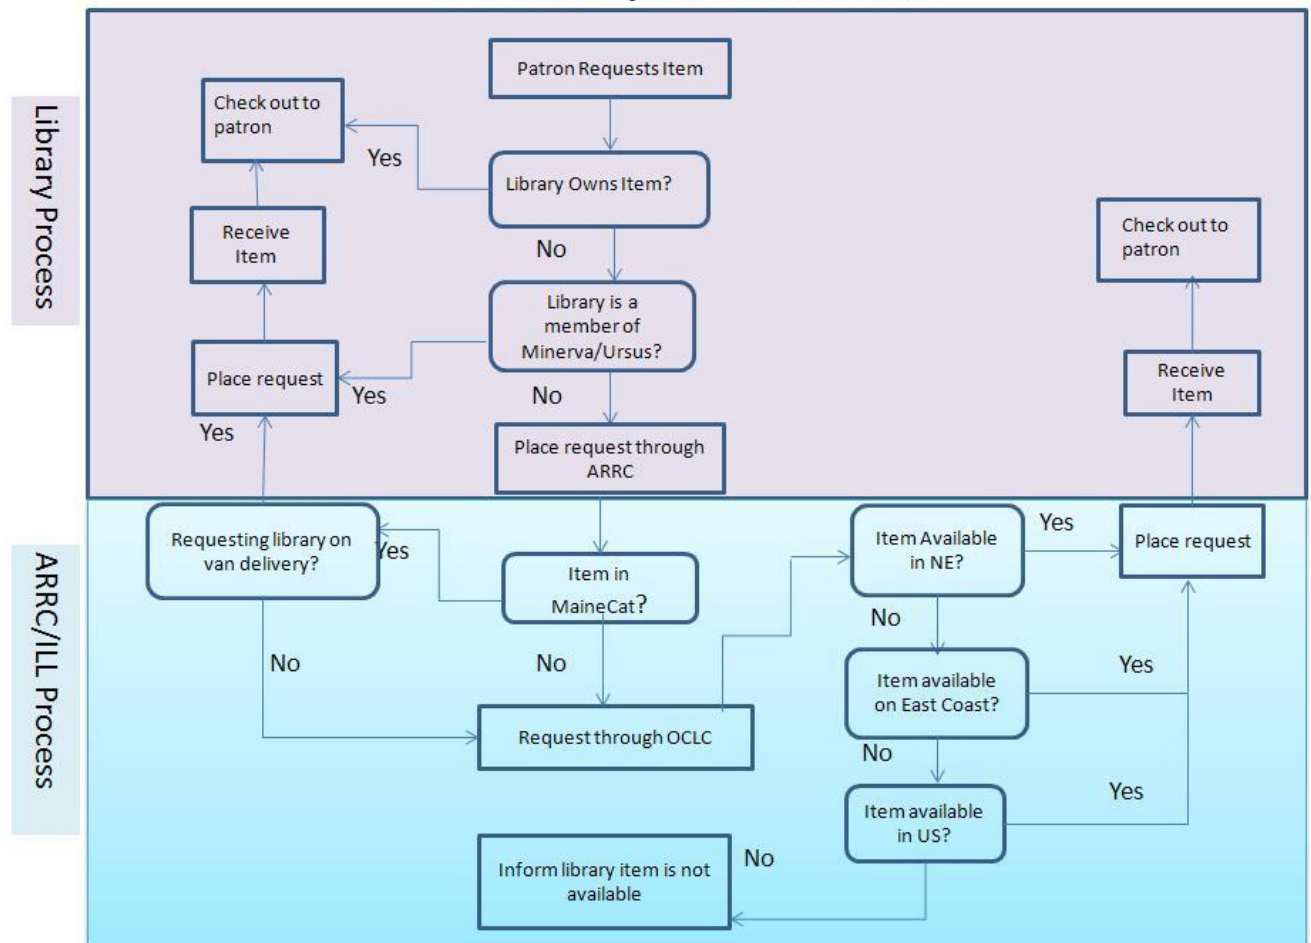 Library Process
Patron Requests Item
Check out to
patron
Yes
Library Owns Item?
No
Receive
Item
Library is a
member of
Minerva/Ursus?
Place request
Yes
No
Yes
Place request through
ARRC
Check out to
patron
Receive
Item
ARRC/ILL Process
Requesting library on
van delivery?
Yes
Item in
MaineCat?
No
No
Request through OCLC
Item Available
in NE?
Yes
Place request
No
Item available
on East Coast?
Yes
No
Item available
in US?
Yes
No
Inform library item is not
available